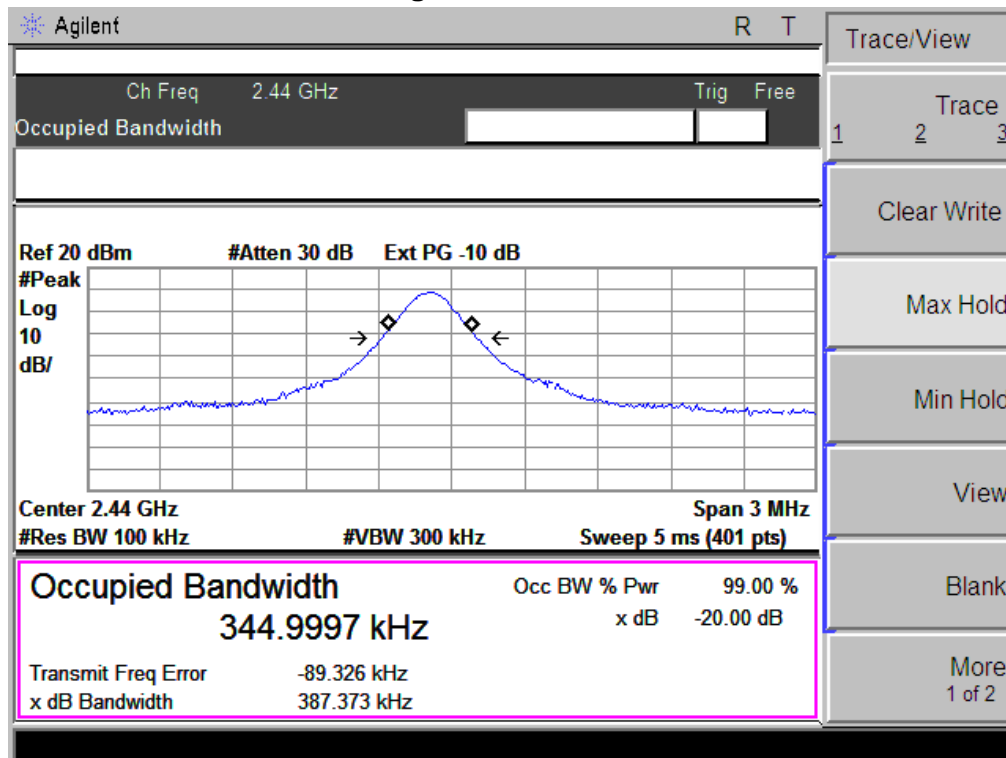 Agilent R T
Trace/View
Ch Freq 2.44 GHz Trig Free
Occupied Bandwidth
Trace
1 2 3
Clear Write
Ref 20 dBm #Atten 30 dB Ext PG -10 dB
#Peak
Log
10
dB/
Max Hold
Min Hold
View
Center 2.44 GHz Span 3 MHz
#Res BW 100 kHz #VBW 300 kHz Sweep 5 ms (401 pts)
Occupied Bandwidth Occ BW % Pwr 99.00 %
344.9997 kHz x dB -20.00 dB
Blank
Transmit Freq Error -89.326 kHz
x dB Bandwidth 387.373 kHz
More
1 of 2